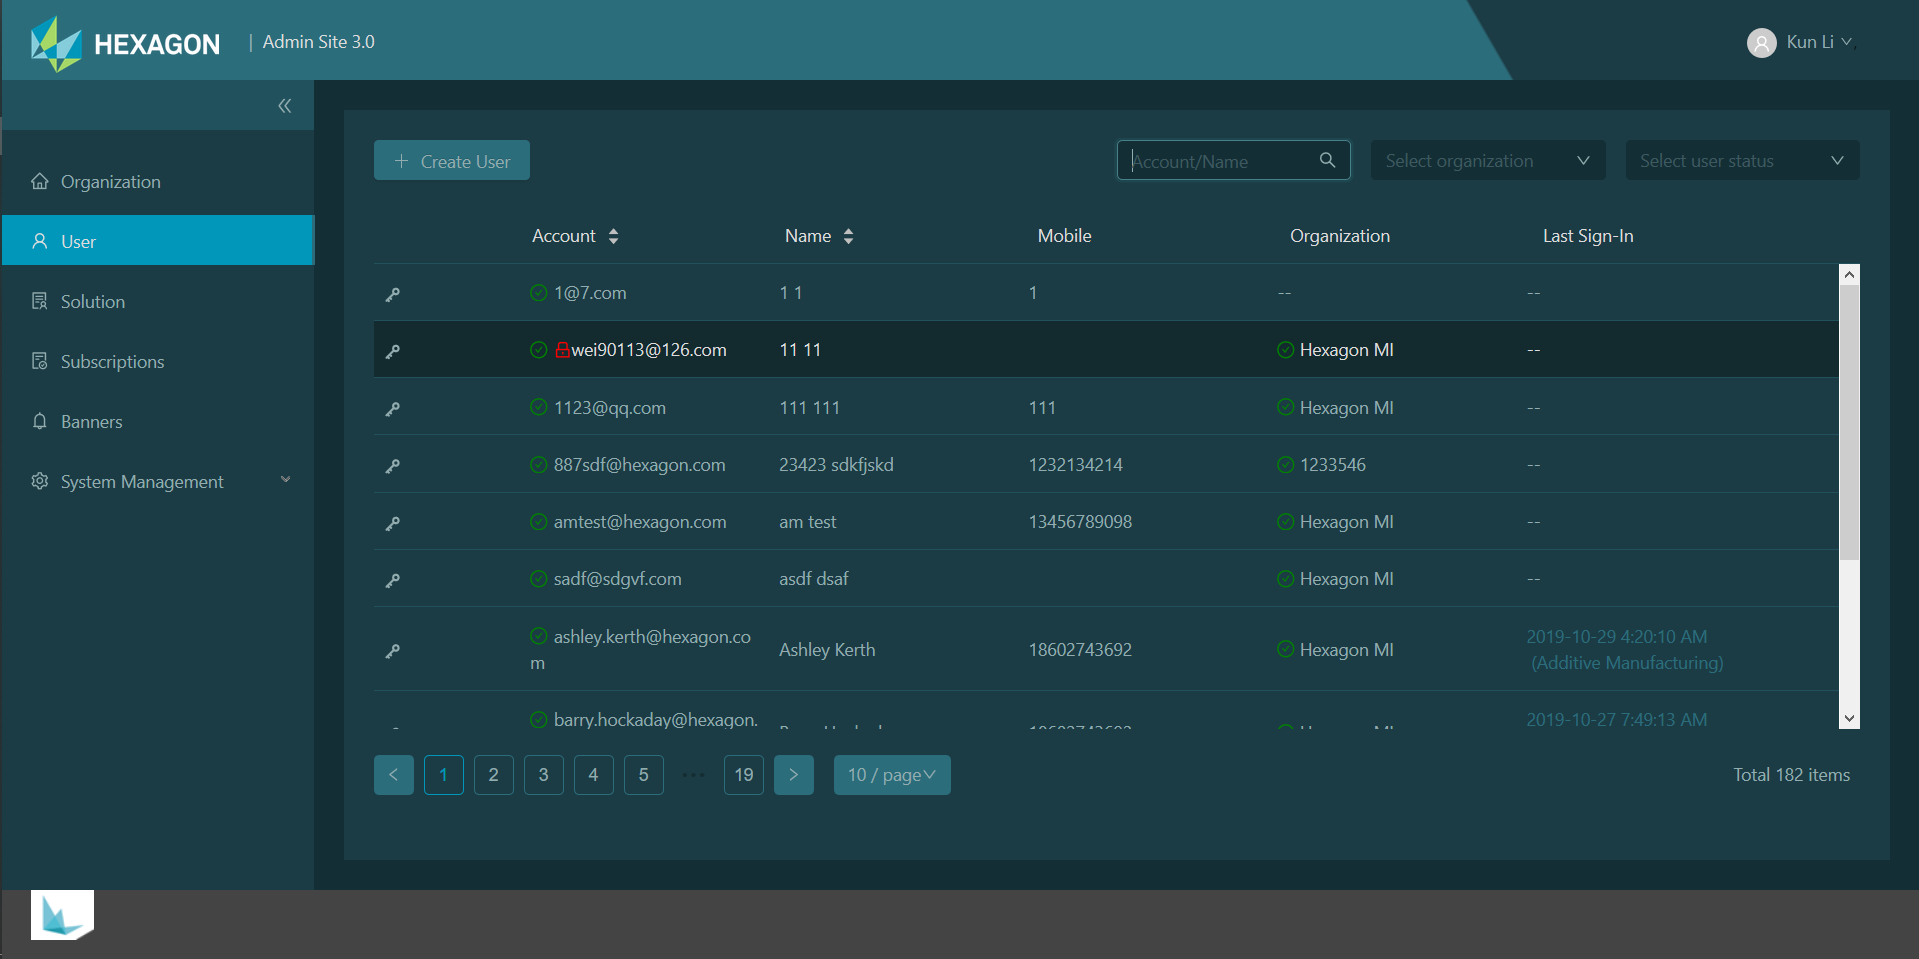 HEXAGON | Admin Site 3.0
Kun Li
Organization
User
Solution
Subscriptions
Banners
System Management
Create User
Account/Name
Select organization
Select user status
Account Name Mobile Organization Last Sign-In
1@7.com 1 1 1 -- --
wei90113@126.com 11 11 Hexagon MI --
1123@qq.com 111 111 111 Hexagon MI --
887sdf@hexagon.com 23423 sdkfjskd 1232134214 1233546 --
amtest@hexagon.com am test 13456789098 Hexagon MI --
sadf@sdgvf.com asdf dsaf Hexagon MI --
ashley.kerth@hexagon.co
m
Ashley Kerth 18602743692 Hexagon MI
2019-10-29 4:20:10 AM
(Additive Manufacturing)
barry.hockaday@hexagon.
2019-10-27 7:49:13 AM
1 2 3 4 5 ••• 19
10 / page
Total 182 items